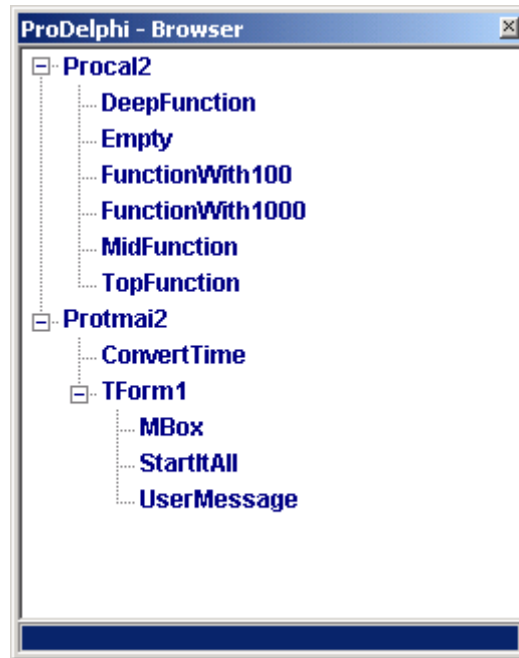 ProDelphi - Browser
Procal2
DeepFunction
Empty
FunctionWith100
FunctionWith1000
MidFunction
TopFunction
Protmai2
ConvertTime
TForm1
MBox
StartItAll
UserMessage